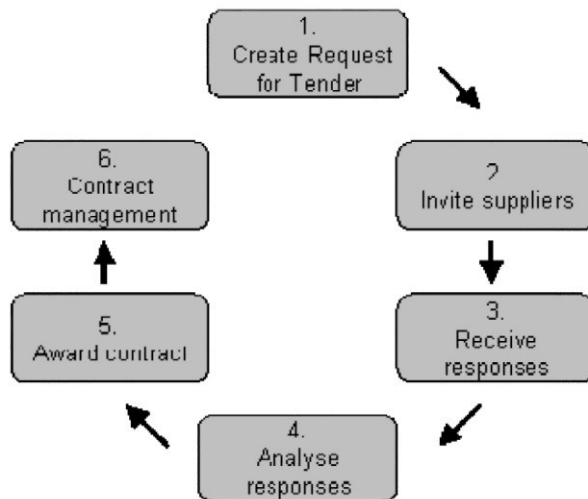 1.
Create Request
for Tender
2
Invite suppliers
3.
Receive
responses
4.
Analyse
responses
5.
Award contract
6.
Contract
management